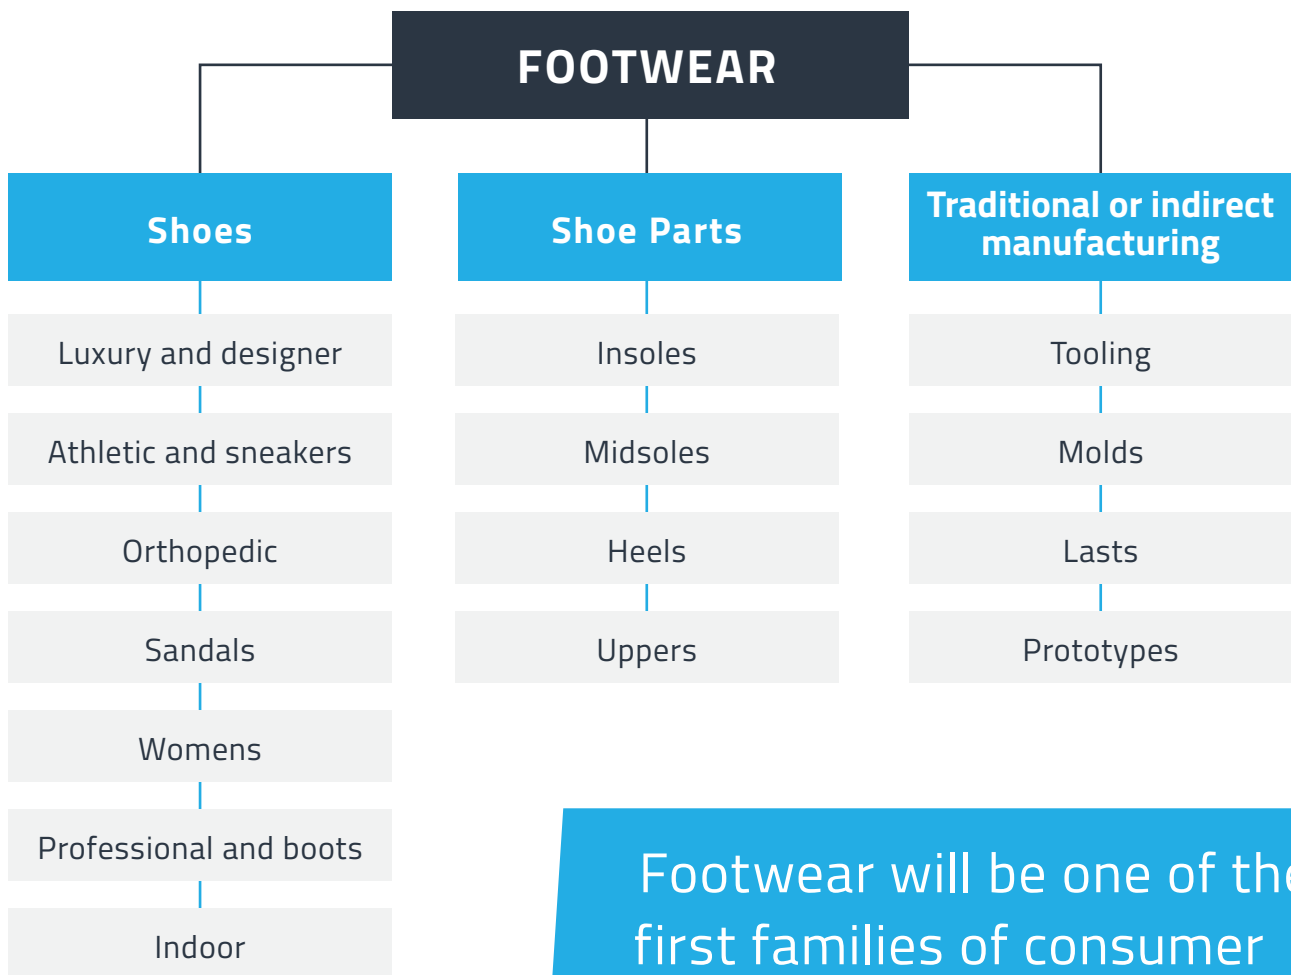 FOOTWEAR
Shoes
Luxury and designer
Athletic and sneakers
Orthopedic
Sandals
Womens
Professional and boots
Indoor
Shoe Parts
Insoles
Midsoles
Heels
Uppers
Traditional or indirect
manufacturing
Tooling
Molds
Lasts
Prototypes
Footwear will be one of the
first families of consumer